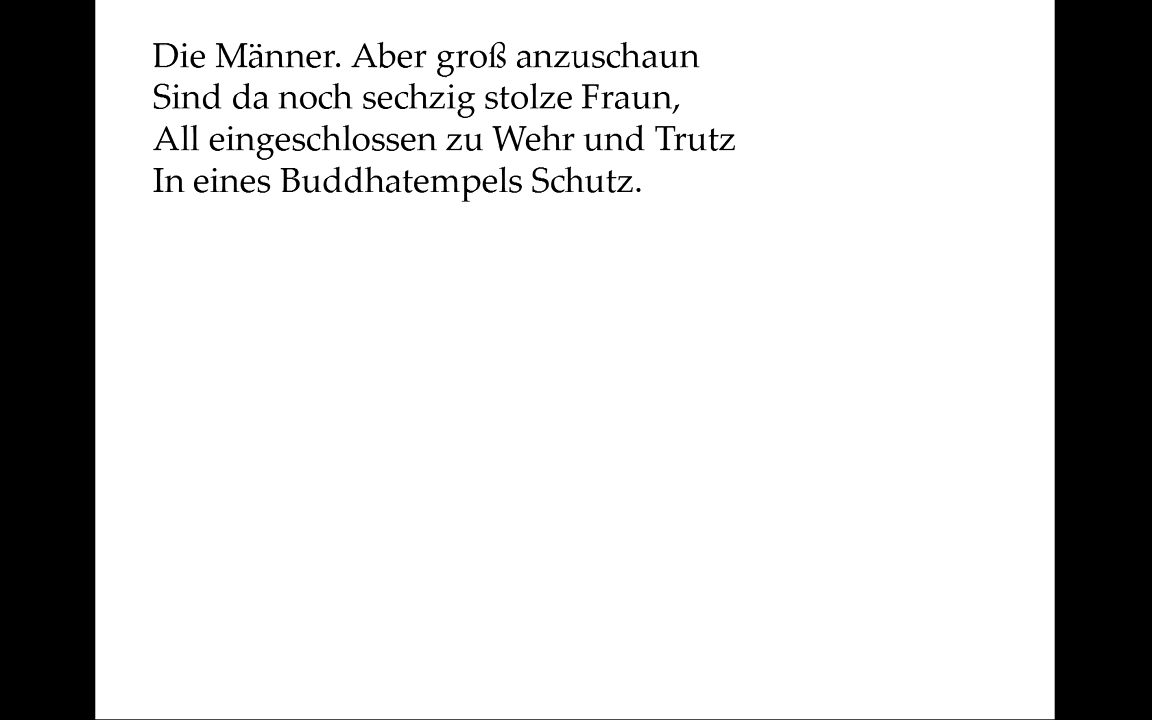 Die Männer. Aber groß anzuschaun
Sind da noch sechzig stolze Fraun,
All eingeschlossen zu Wehr und Trutz
In eines Buddhatempels Schutz.